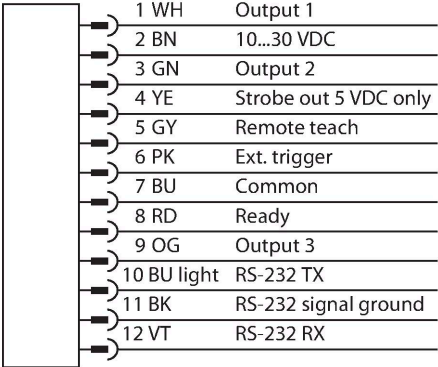 1 WH Output 1
2 BN 10...30 VDC
3 GN Output 2
4 YE Strobe out 5 VDC only
5 GY Remote teach
6 PK Ext. trigger
7 BU Common
8 RD Ready
9 OG Output 3
10 BU light RS-232 TX
11 BK RS-232 signal ground
12 VT RS-232 RX